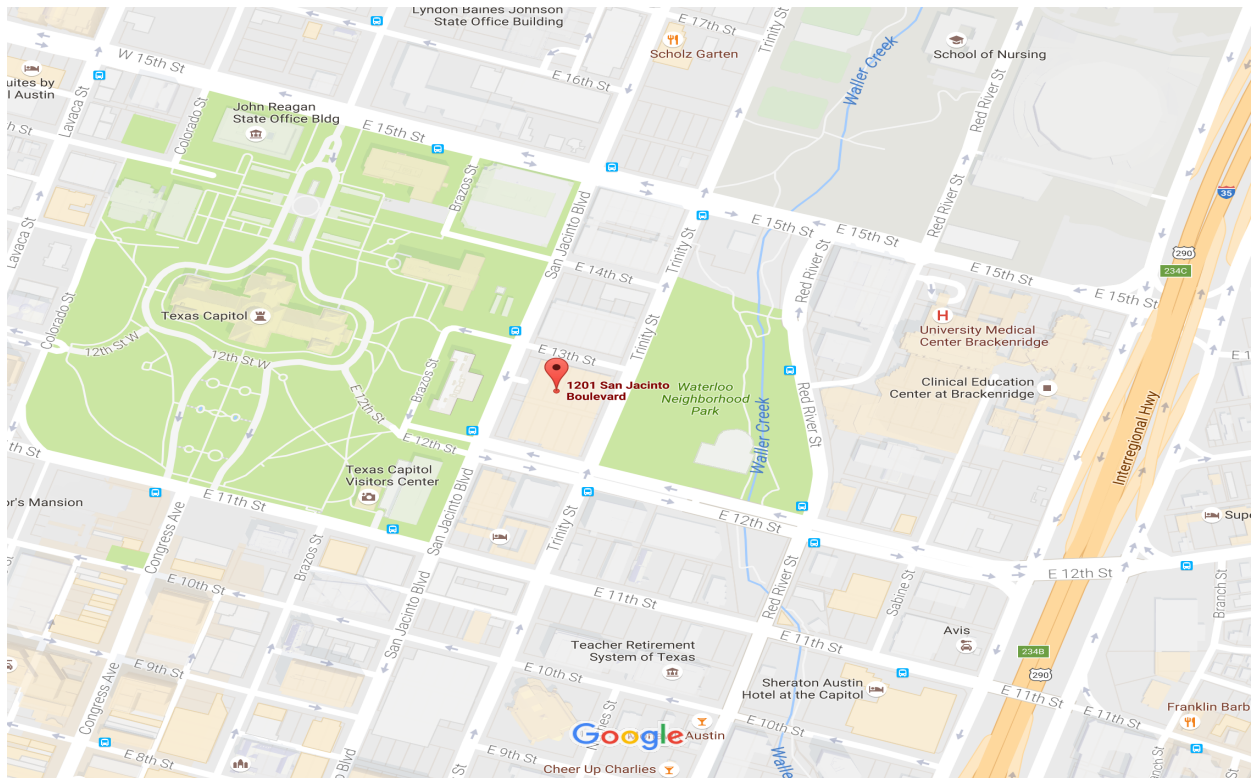 Lyndon Baines Johnson
State Office Building
E 17th St
Trinity St
Scholz Garten
School of Nursing
Waller Creek
Red River St
W 15th St
uites by
l Austin
Lavaca St
Colorado St
E 16th St
John Reagan
State Office Bldg
E 15th St
Brazos St
San Jacinto Blvd
Trinity St
E 15th St
E 15th St
Red River St
35
290
234C
Lavaca St
E 14th St
Red River St
E 15th St
E 15th St
Texas Capitol
Colorado St
12th St W
12th St W
E 13th St
Trinity St
H
University Medical
Center Brackenridge
1201 San Jacinto
Boulevard
Waterloo
Neighborhood
Park
Clinical Education
Center at Brackenridge
Brazos St
E 12th St
E 12th St
Red River St
Waller Creek
Interregional Hwy
th St
Texas Capitol
Visitors Center
or's Mansion
E 11th St
San Jacinto Blvd
Trinity St
E 12th St
Supe
Congress Ave
Brazos St
E 10th St
E 11th St
Red River St
Sabine St
E 12th St
Branch St
San Jacinto Blvd
E 11th St
Avis
Teacher Retirement
System of Texas
234B
290
E 9th St
E 10th St
Sheraton Austin
Hotel at the Capitol
E 11th St
Congress Ave
Franklin Barb
Google
Austin
E 10th St
E 8th St
Blvd
E 9th St
Cheer Up Charlies